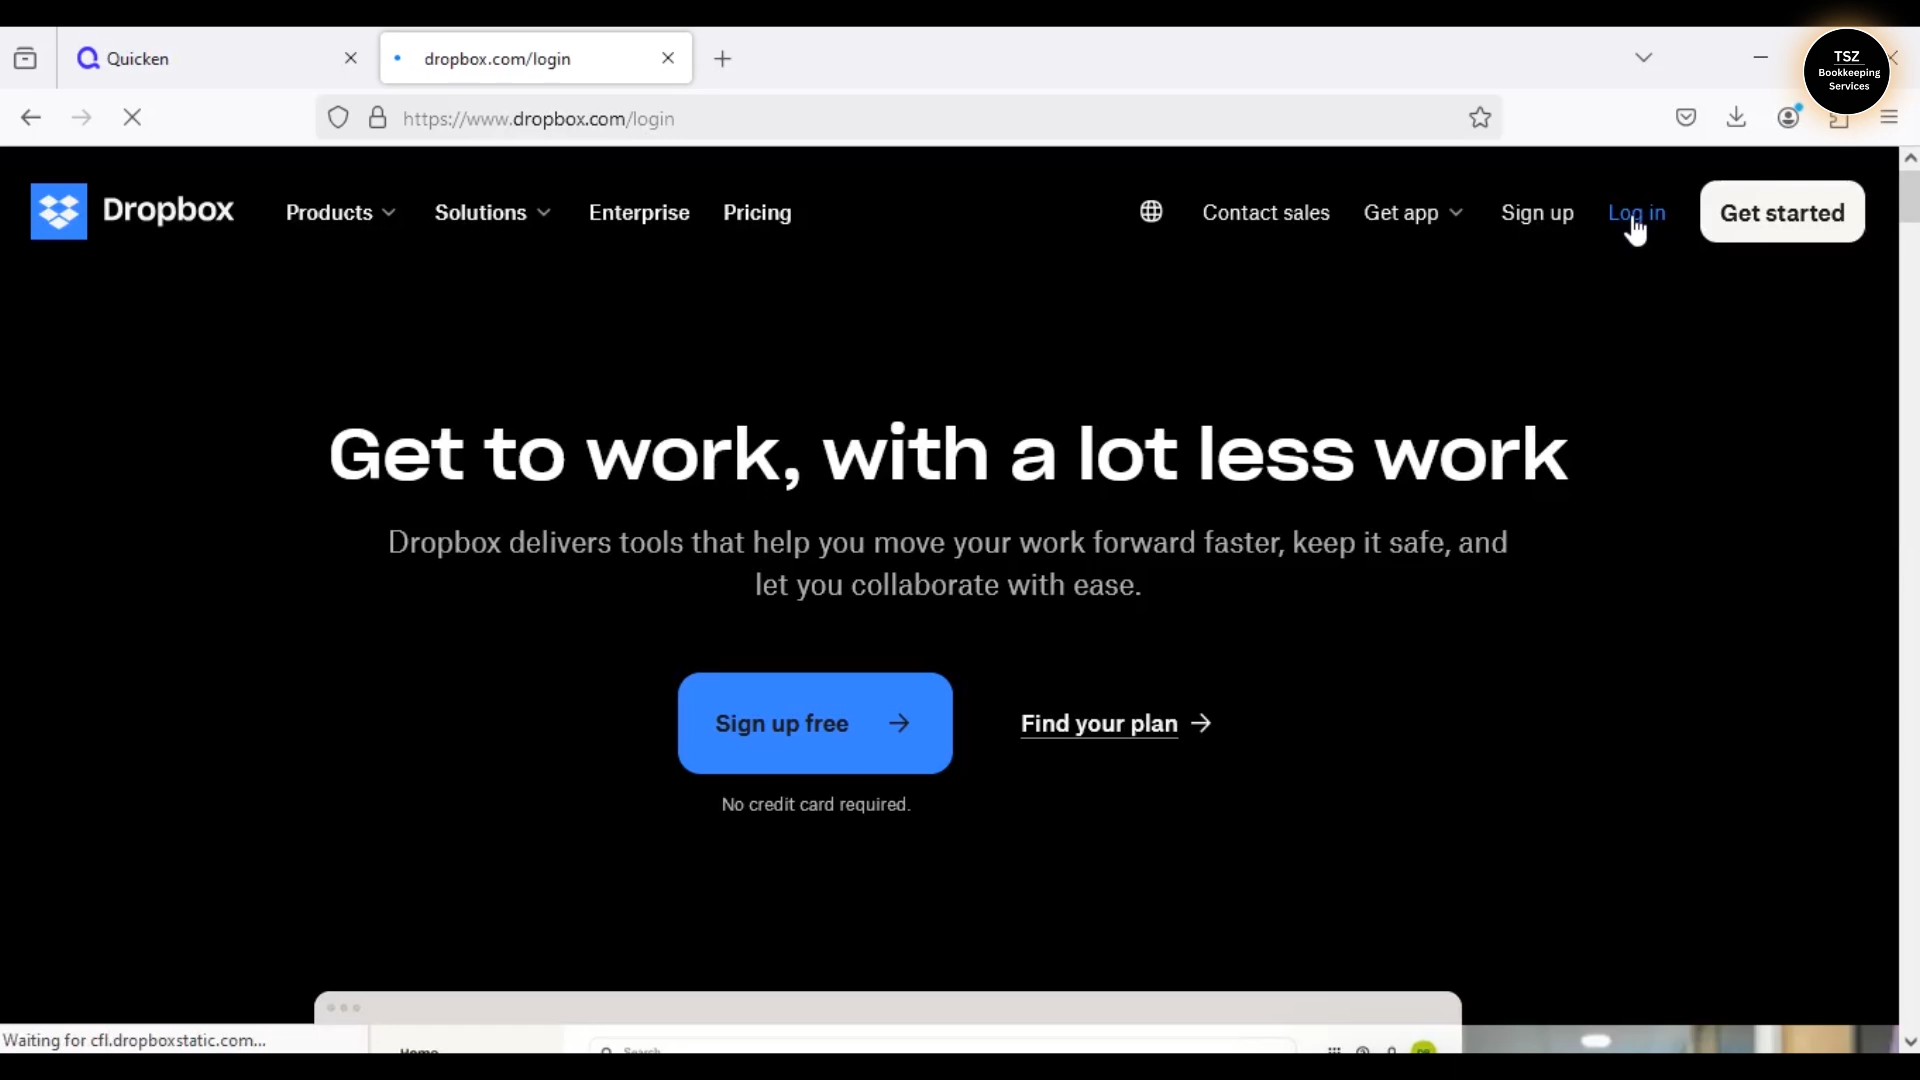 Quicken
dropbox.com/login
TSZ
Bookkeeping
Services
https://www.dropbox.com/login
Dropbox
Products
Solutions
Enterprise
Pricing
Contact sales
Get app
Sign up
Log in
Get started
Get to work, with a lot less work
Dropbox delivers tools that help you move your work forward faster, keep it safe, and
let you collaborate with ease.
Sign up free
Find your plan
No credit card required.
Waiting for cfl.dropboxstatic.com...
Home
Search